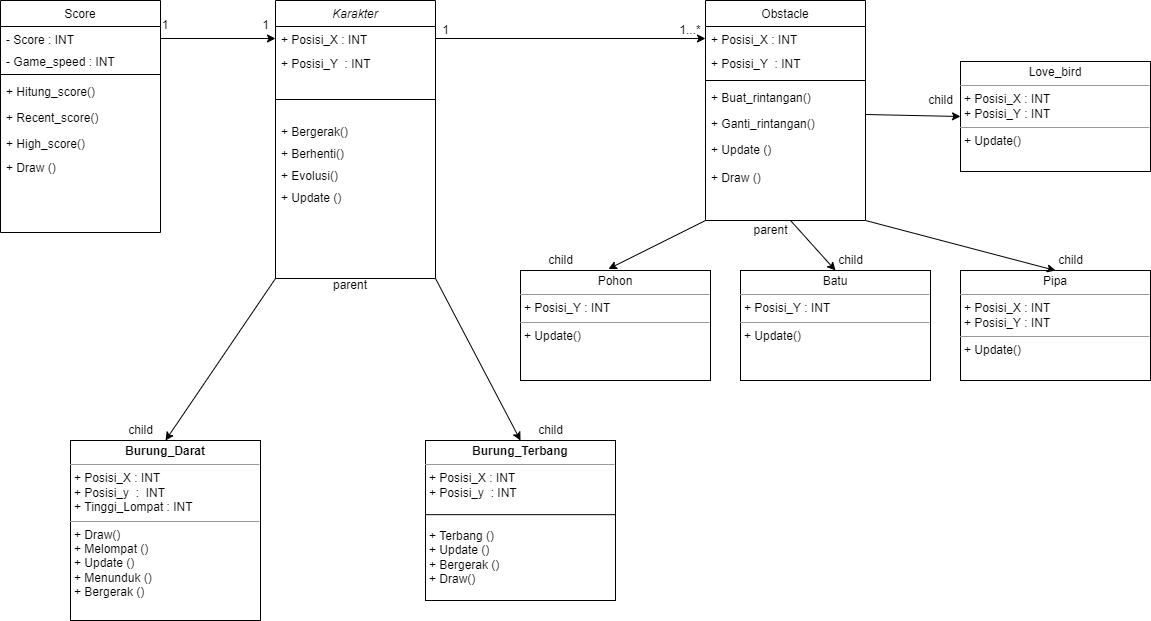 Score
- Score : INT
- Game_speed : INT
+ Hitung_score()
+ Recent_score()
+ High_score()
+ Draw ()
1
1
Karakter
+ Posisi_X : INT
+ Posisi_Y : INT
+ Bergerak()
+ Berhenti()
+ Evolusi()
+ Update ()
parent
1
1...*
Obstacle
+ Posisi_X : INT
+ Posisi_Y : INT
+ Buat_rintangan()
+ Ganti_rintangan()
+ Update ()
+ Draw ()
parent
child
Love_bird
+ Posisi_X : INT
+ Posisi_Y : INT
+ Update()
child
Pohon
+ Posisi_Y : INT
+ Update()
child
Batu
+ Posisi_Y : INT
+ Update()
child
Pipa
+ Posisi_X : INT
+ Posisi_Y : INT
+ Update()
child
Burung_Darat
+ Posisi_X : INT
+ Posisi_y : INT
+ Tinggi_Lompat : INT
+ Draw()
+ Melompat ()
+ Update ()
+ Menunduk ()
+ Bergerak ()
child
Burung_Terbang
+ Posisi_X : INT
+ Posisi_y : INT
+ Terbang ()
+ Update ()
+ Bergerak ()
+ Draw()